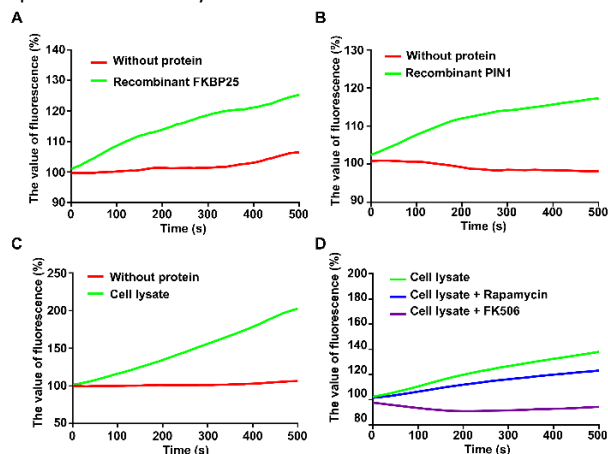 A
The value of fluorescence (%)
140
130
120
110
100
90
0 100 200 300 400 500
Time (s)
Without protein
Recombinant FKBP25
B
The value of fluorescence (%)
130
120
110
100
90
0 100 200 300 400 500
Time (s)
Without protein
Recombinant PIN1
C
The value of fluorescence (%)
250
200
150
100
50
0 100 200 300 400 500
Time (s)
Without protein
Cell lysate
D
The value of fluorescence (%)
200
180
160
140
120
100
80
0 100 200 300 400 500
Time (s)
Cell lysate
Cell lysate + Rapamycin
Cell lysate + FK506